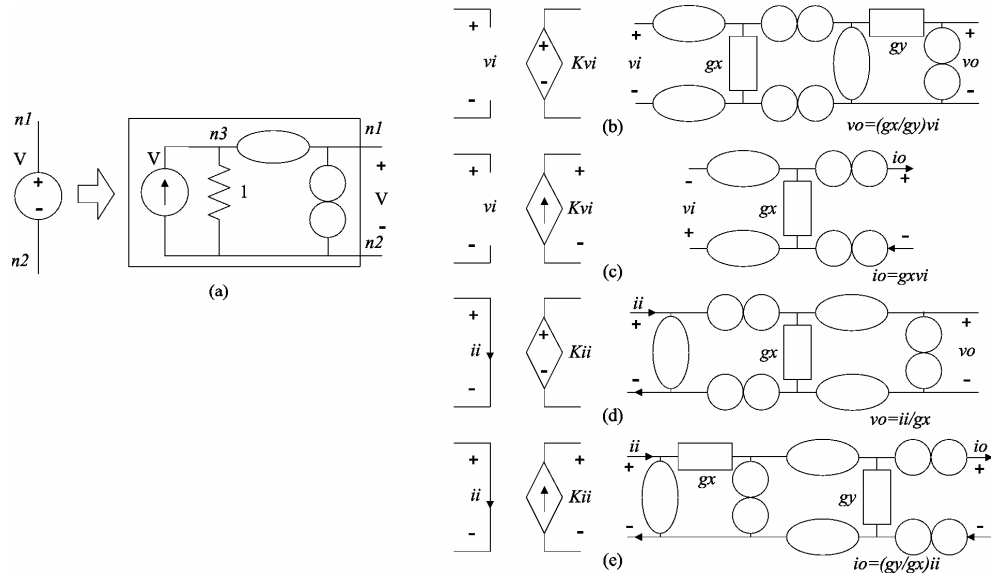 n1
V
+
-
n2
n3
n1
V
1
+
V
-
n2
(a)
+
vi
-
+
-
Kvi
+
vi
-
gx
gy
+
vo
-
(b)
vo=(gx/gy)vi
+
vi
-
+
Kvi
-
-
vi
+
gx
io
+
-
(c)
io=gxvi
+
ii
-
+
-
Kii
ii
+
-
gx
+
vo
-
(d)
vo=ii/gx
+
ii
-
+
Kii
-
ii
+
-
gx
gy
io
+
-
(e)
io=(gy/gx)ii